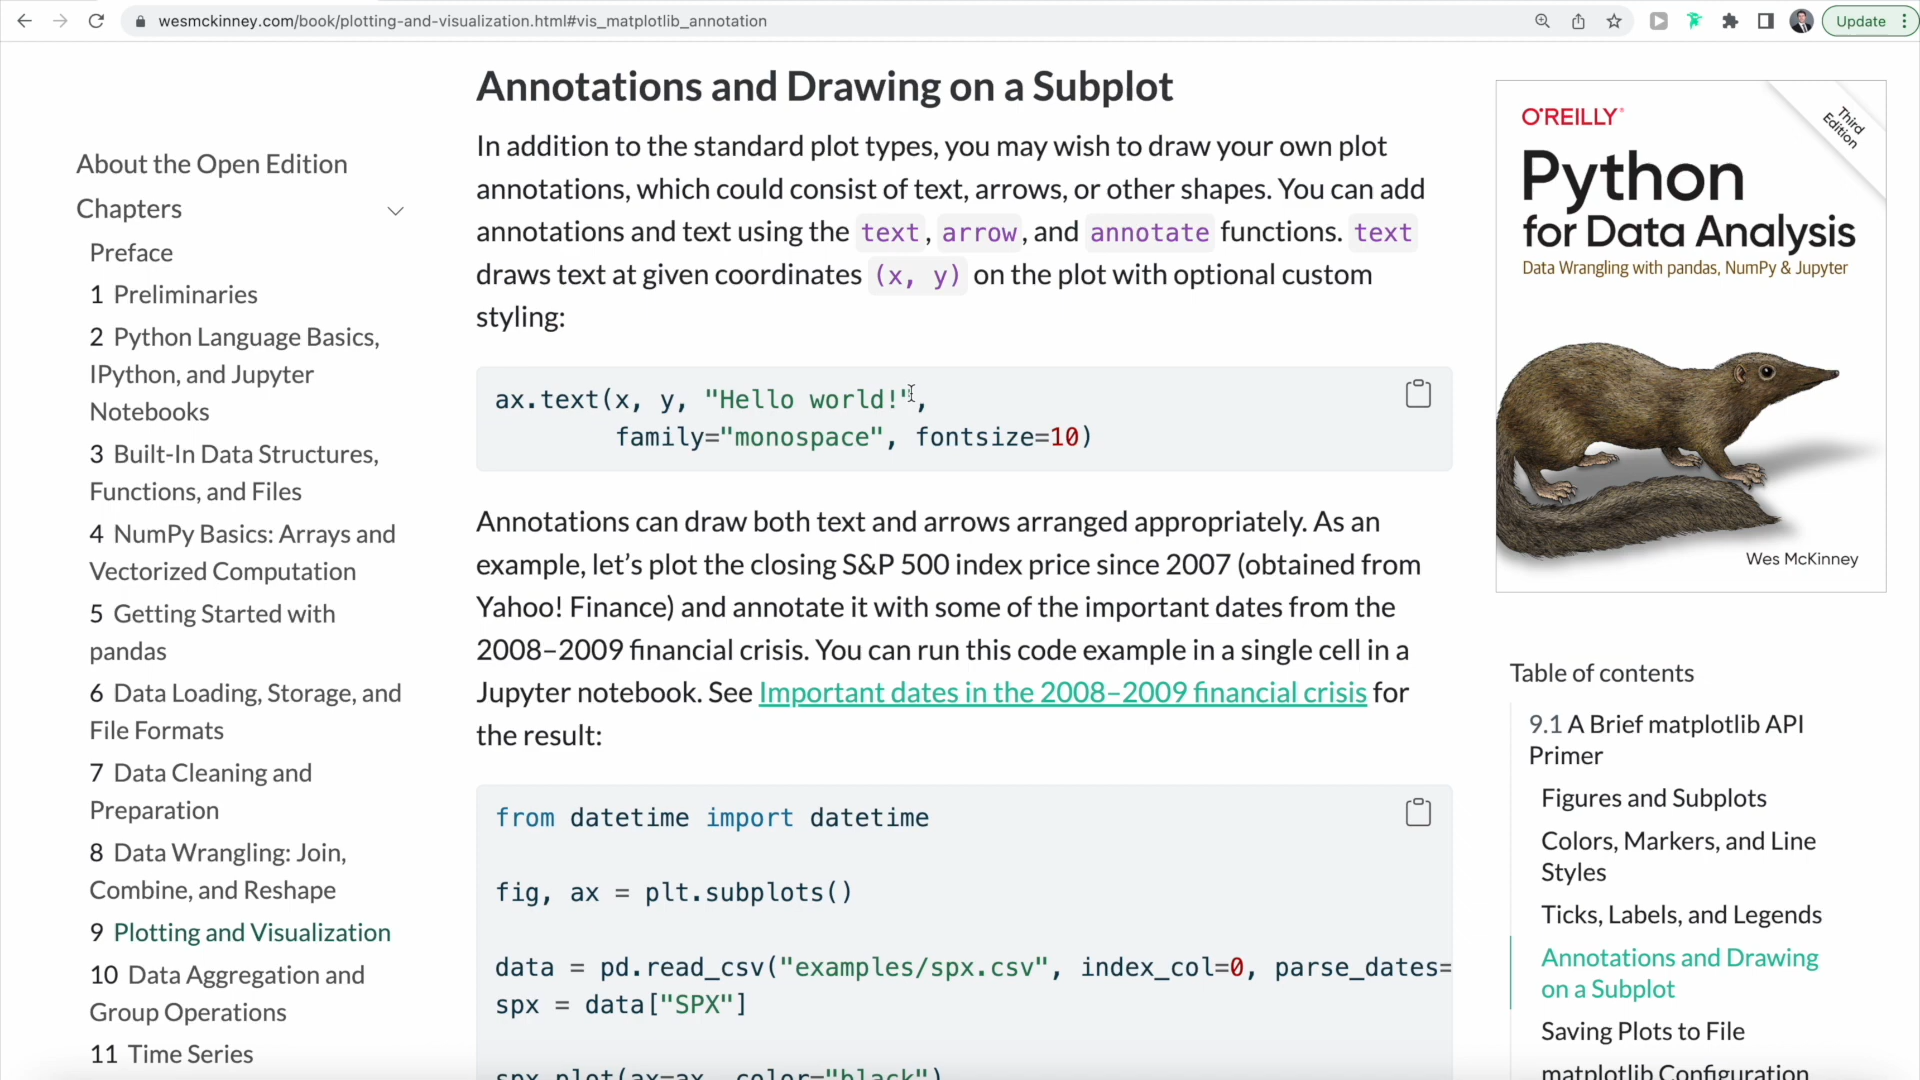 wesmckinney.com/book/plotting-and-visualization.html#vis_matplotlib_annotation
Update
About the Open Edition
Chapters
Preface
1 Preliminaries
2 Python Language Basics,
IPython, and Jupyter
Notebooks
3 Built-In Data Structures,
Functions, and Files
4 NumPy Basics: Arrays and
Vectorized Computation
5 Getting Started with
pandas
6 Data Loading, Storage, and
File Formats
7 Data Cleaning and
Preparation
8 Data Wrangling: Join,
Combine, and Reshape
9 Plotting and Visualization
10 Data Aggregation and
Group Operations
11 Time Series
Annotations and Drawing on a Subplot
In addition to the standard plot types, you may wish to draw your own plot
annotations, which could consist of text, arrows, or other shapes. You can add
annotations and text using the text, arrow, and annotate functions. text
draws text at given coordinates (x, y) on the plot with optional custom
styling:
ax.text(x, y, "Hello world!",
family="monospace", fontsize=10)
Annotations can draw both text and arrows arranged appropriately. As an
example, let’s plot the closing S&P 500 index price since 2007 (obtained from
Yahoo! Finance) and annotate it with some of the important dates from the
2008–2009 financial crisis. You can run this code example in a single cell in a
Jupyter notebook. See Important dates in the 2008–2009 financial crisis for
the result:
from datetime import datetime
fig, ax = plt.subplots()
data = pd.read_csv("examples/spx.csv", index_col=0, parse_dates=
spx = data["SPX"]
spx.plot(ax=ax, color="black")
O'REILLY®
Third
Edition
Python
for Data Analysis
Data Wrangling with pandas, NumPy & Jupyter
Wes McKinney
Table of contents
9.1 A Brief matplotlib API
Primer
Figures and Subplots
Colors, Markers, and Line
Styles
Ticks, Labels, and Legends
Annotations and Drawing
on a Subplot
Saving Plots to File
matplotlib Configuration